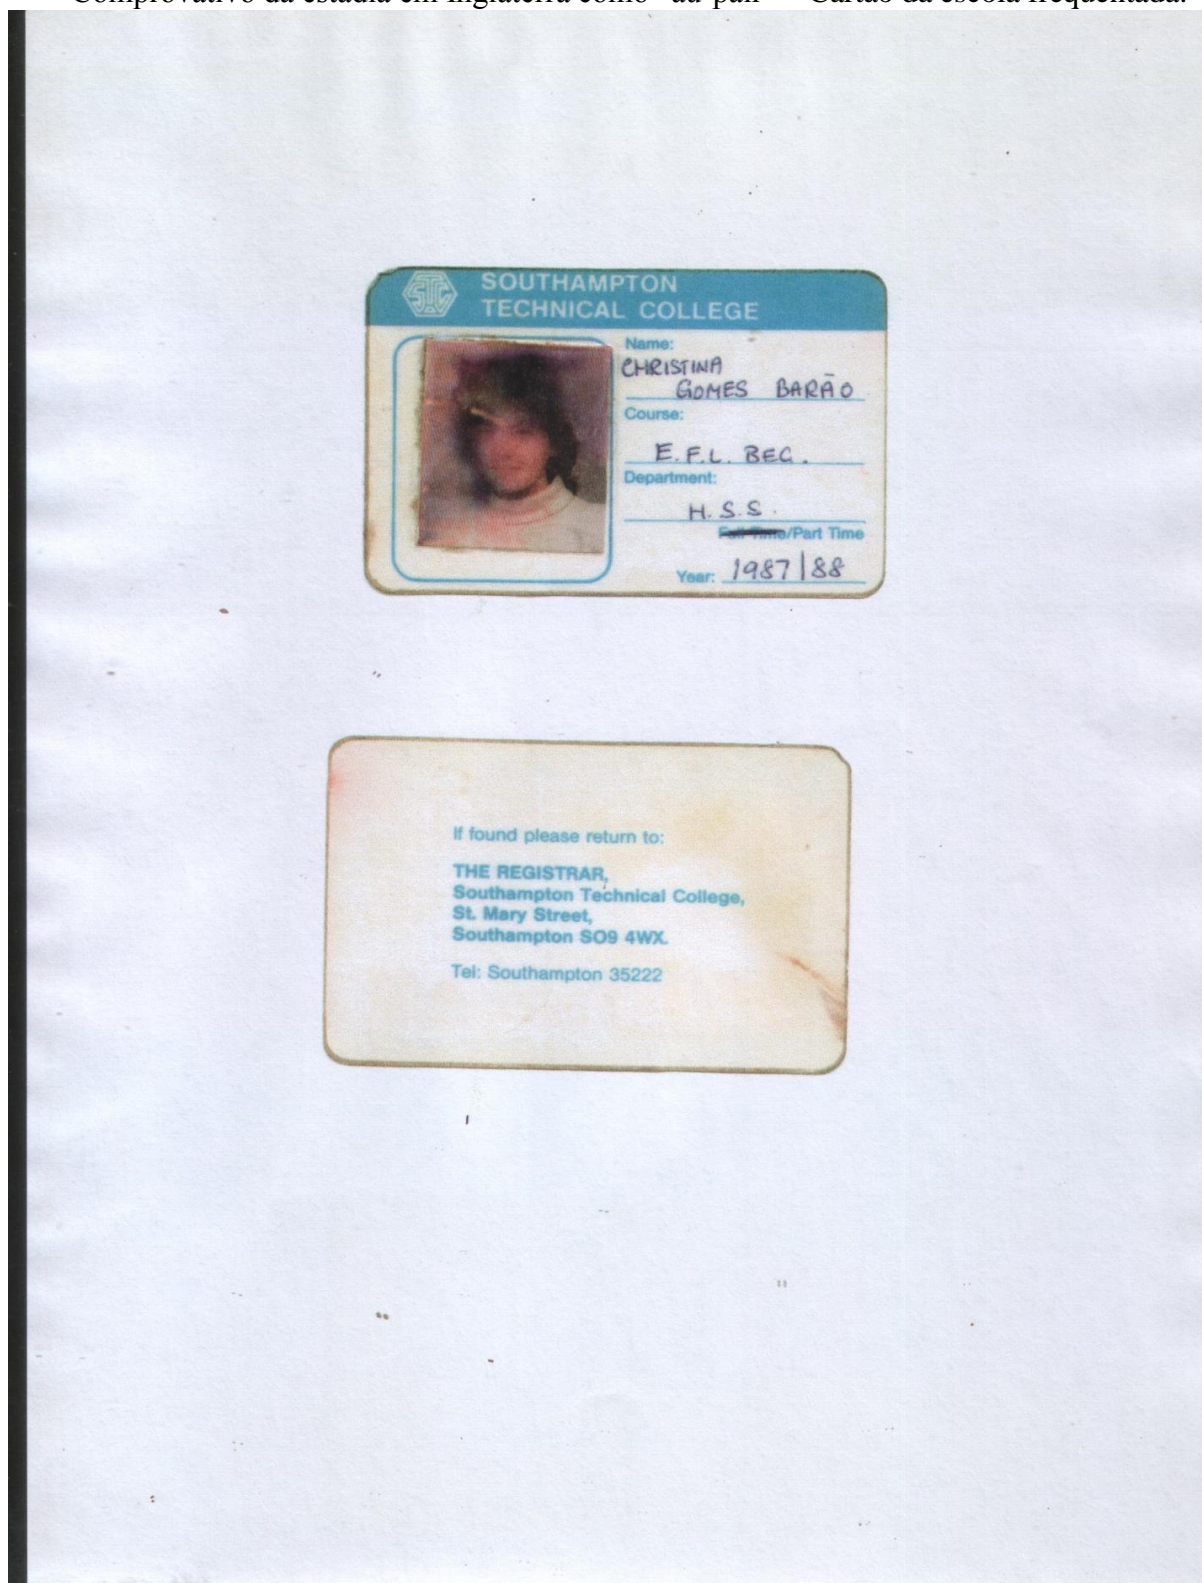 Comprovativo da estadia em Inglaterra como "au-pair" – Cartão da escola frequentada.
STC
SOUTHAMPTON
TECHNICAL COLLEGE
Name:
CHRISTINA
GOMES BARÃO
Course:
E.F.L. BEG.
Department:
H.S.S.
Full Time/Part Time
Year: 1987/88
If found please return to:
THE REGISTRAR,
Southampton Technical College,
St. Mary Street,
Southampton SO9 4WX.
Tel: Southampton 35222